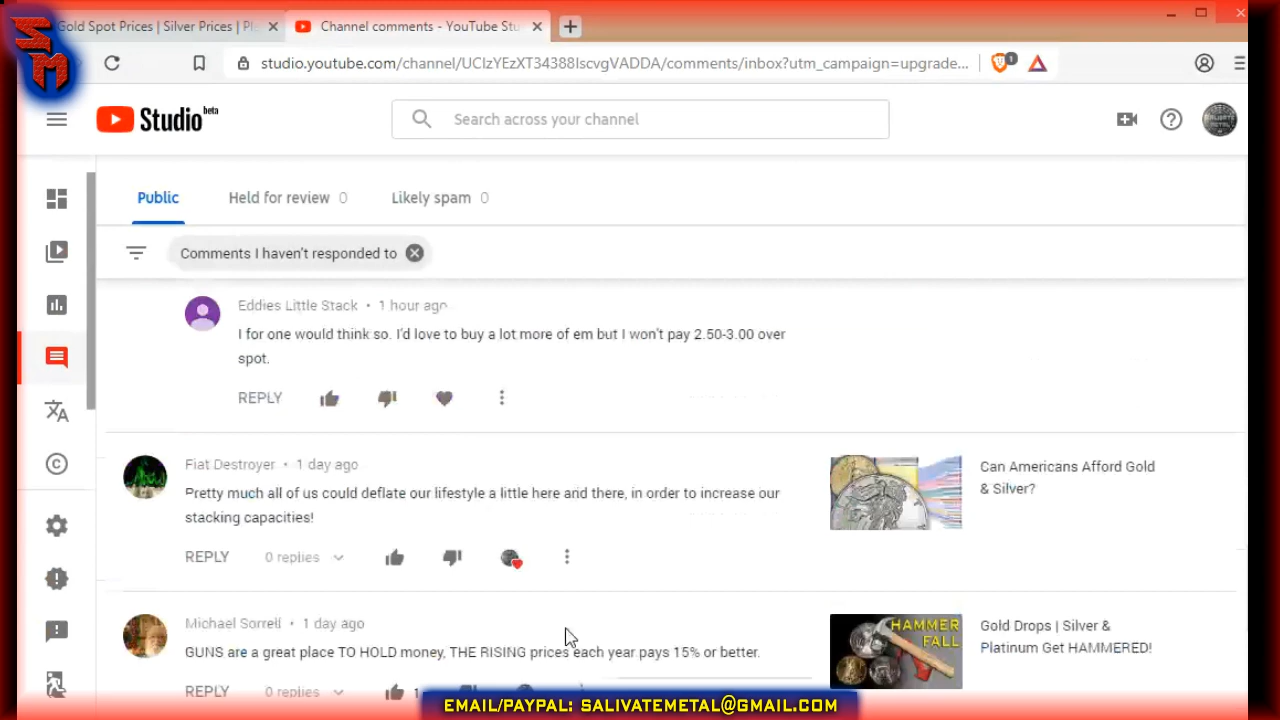 SM
Gold Spot Prices | Silver Prices | Pl
Channel comments - YouTube Stu
studio.youtube.com/channel/UCIzYEzXT34388IscvgVADDA/comments/inbox?utm_campaign=upgrade...
1
Studio beta
Search across your channel
SALIVATE METAL
Public
Held for review 0
Likely spam 0
Comments I haven't responded to
Eddies Little Stack • 1 hour ago
I for one would think so. I'd love to buy a lot more of em but I won't pay 2.50-3.00 over
spot.
REPLY
Fiat Destroyer • 1 day ago
Pretty much all of us could deflate our lifestyle a little here and there, in order to increase our
stacking capacities!
REPLY 0 replies
Can Americans Afford Gold
& Silver?
Michael Sorrell • 1 day ago
GUNS are a great place TO HOLD money, THE RISING prices each year pays 15% or better.
REPLY 0 replies 1
HAMMER
FALL
Gold Drops | Silver &
Platinum Get HAMMERED!
EMAIL/PAYPAL: SALIVATEMETAL@GMAIL.COM